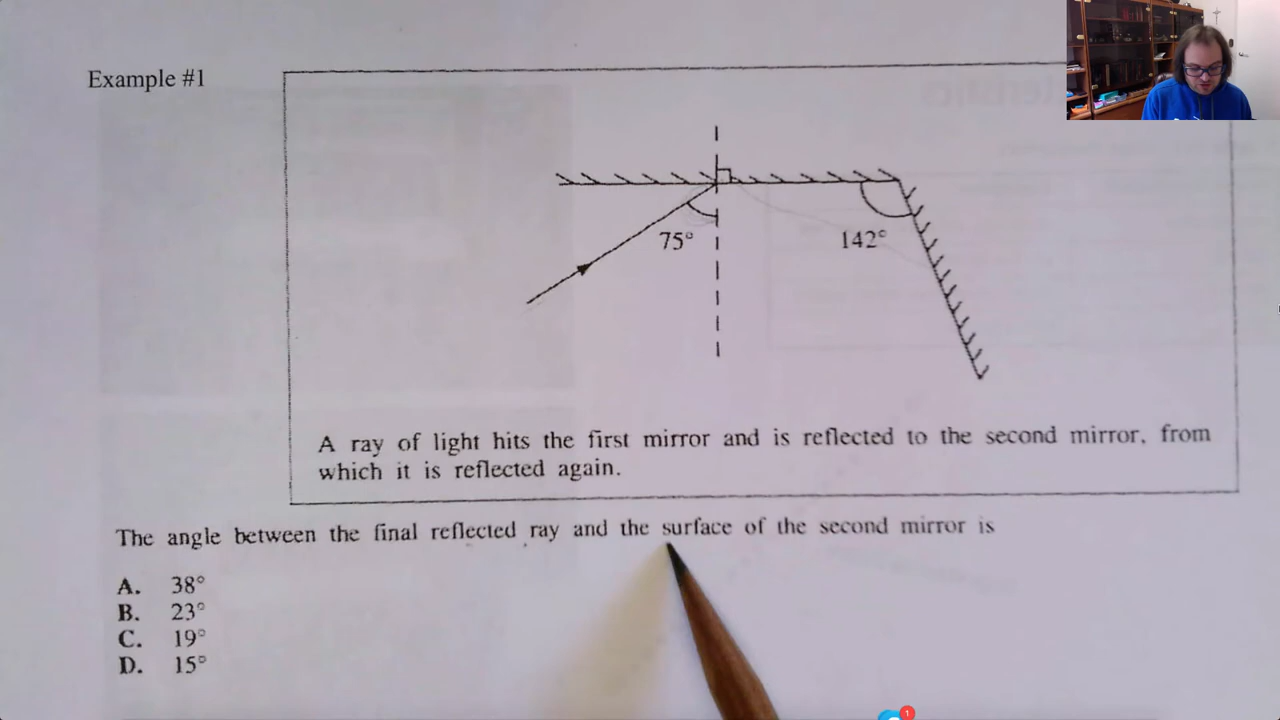 Example #1
75°
142°
A ray of light hits the first mirror and is reflected to the second mirror, from
which it is reflected again.
The angle between the final reflected ray and the surface of the second mirror is
A. 38°
B. 23°
C. 19°
D. 15°
1